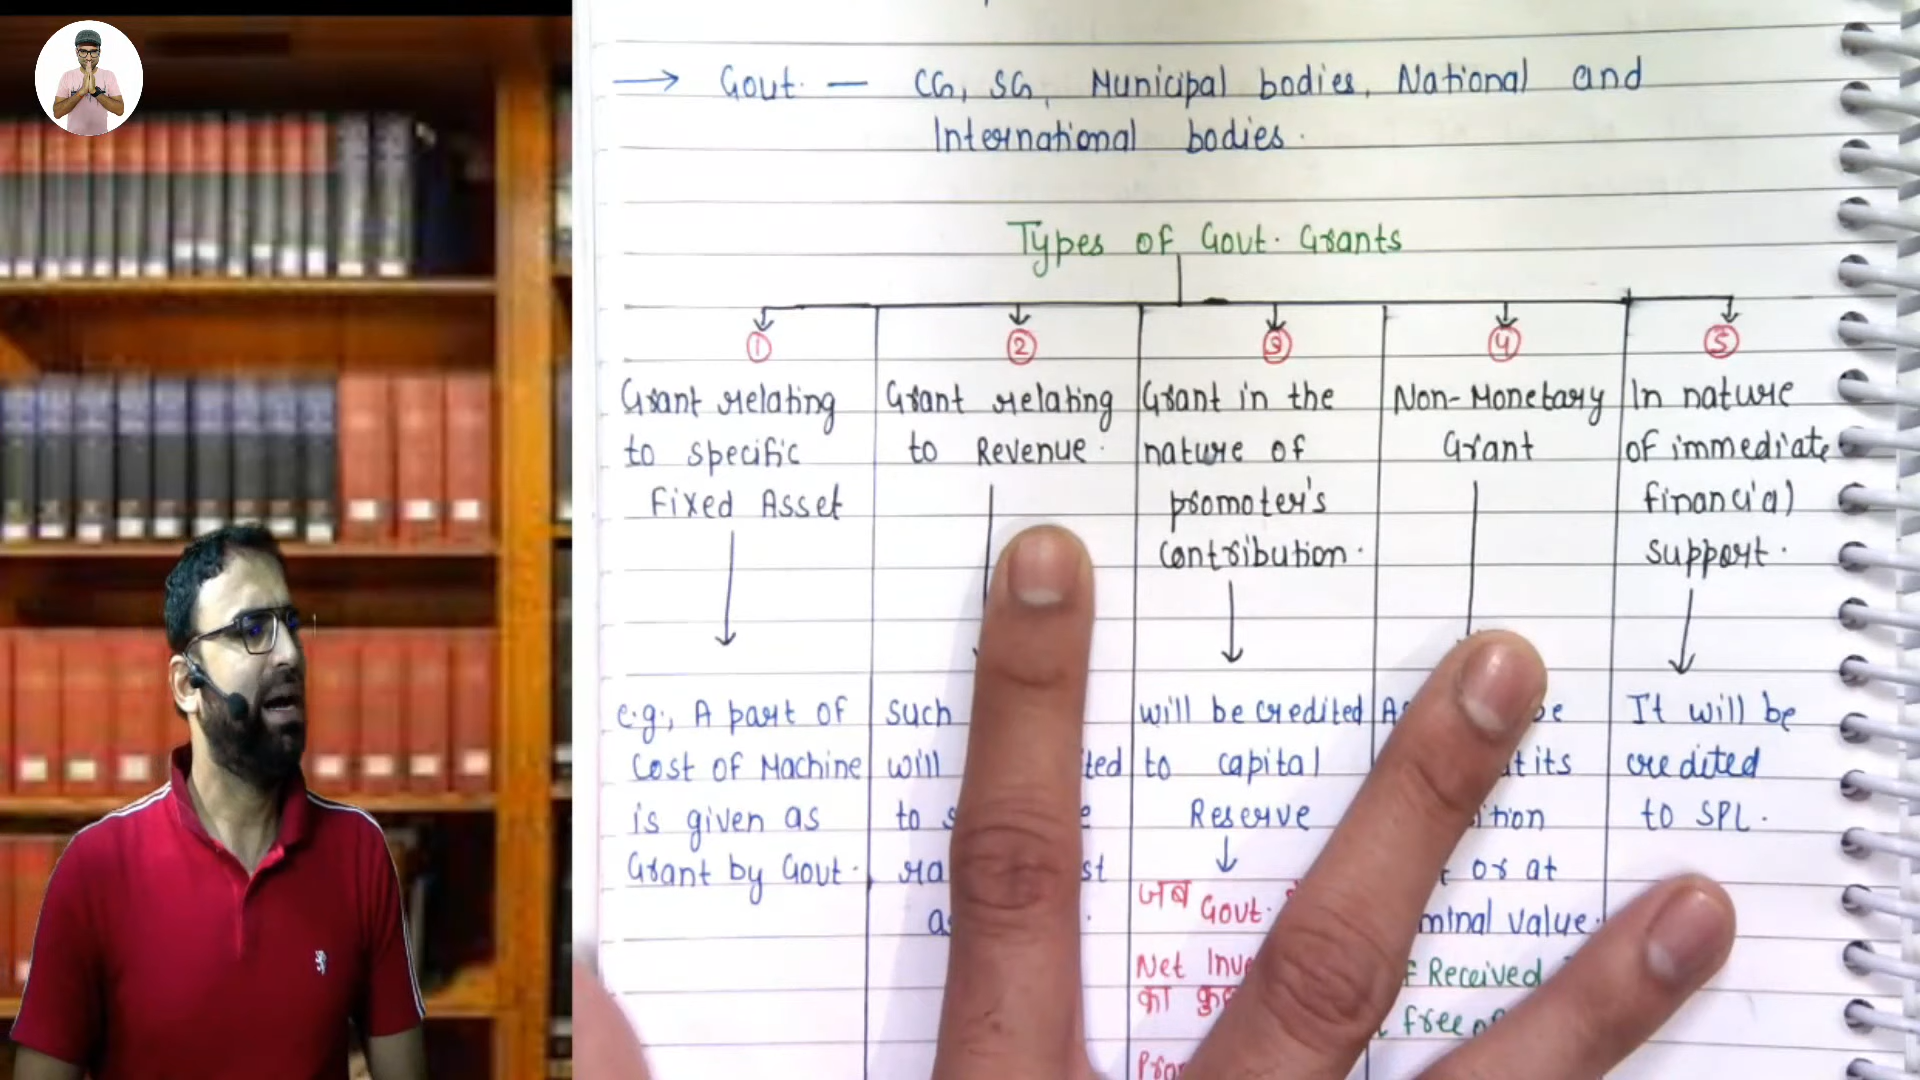 → Govt. — CG, SG, Municipal bodies, National and
International bodies.
Types of Govt. Grants
①
Grant relating
to specific
Fixed Asset
e.g., A part of
Cost of Machine
is given as
Grant by Govt.
②
Grant relating
to Revenue.
such
will
to
③
Grant in the
nature of
promoter's
contribution.
will be credited
to capital
Reserve
जब Govt.
Net
का
④
Non-Monetary
Grant
its
or at
value.
Received
free
⑤
In nature
of immediate
financial
support.
It will be
credited
to SPL.